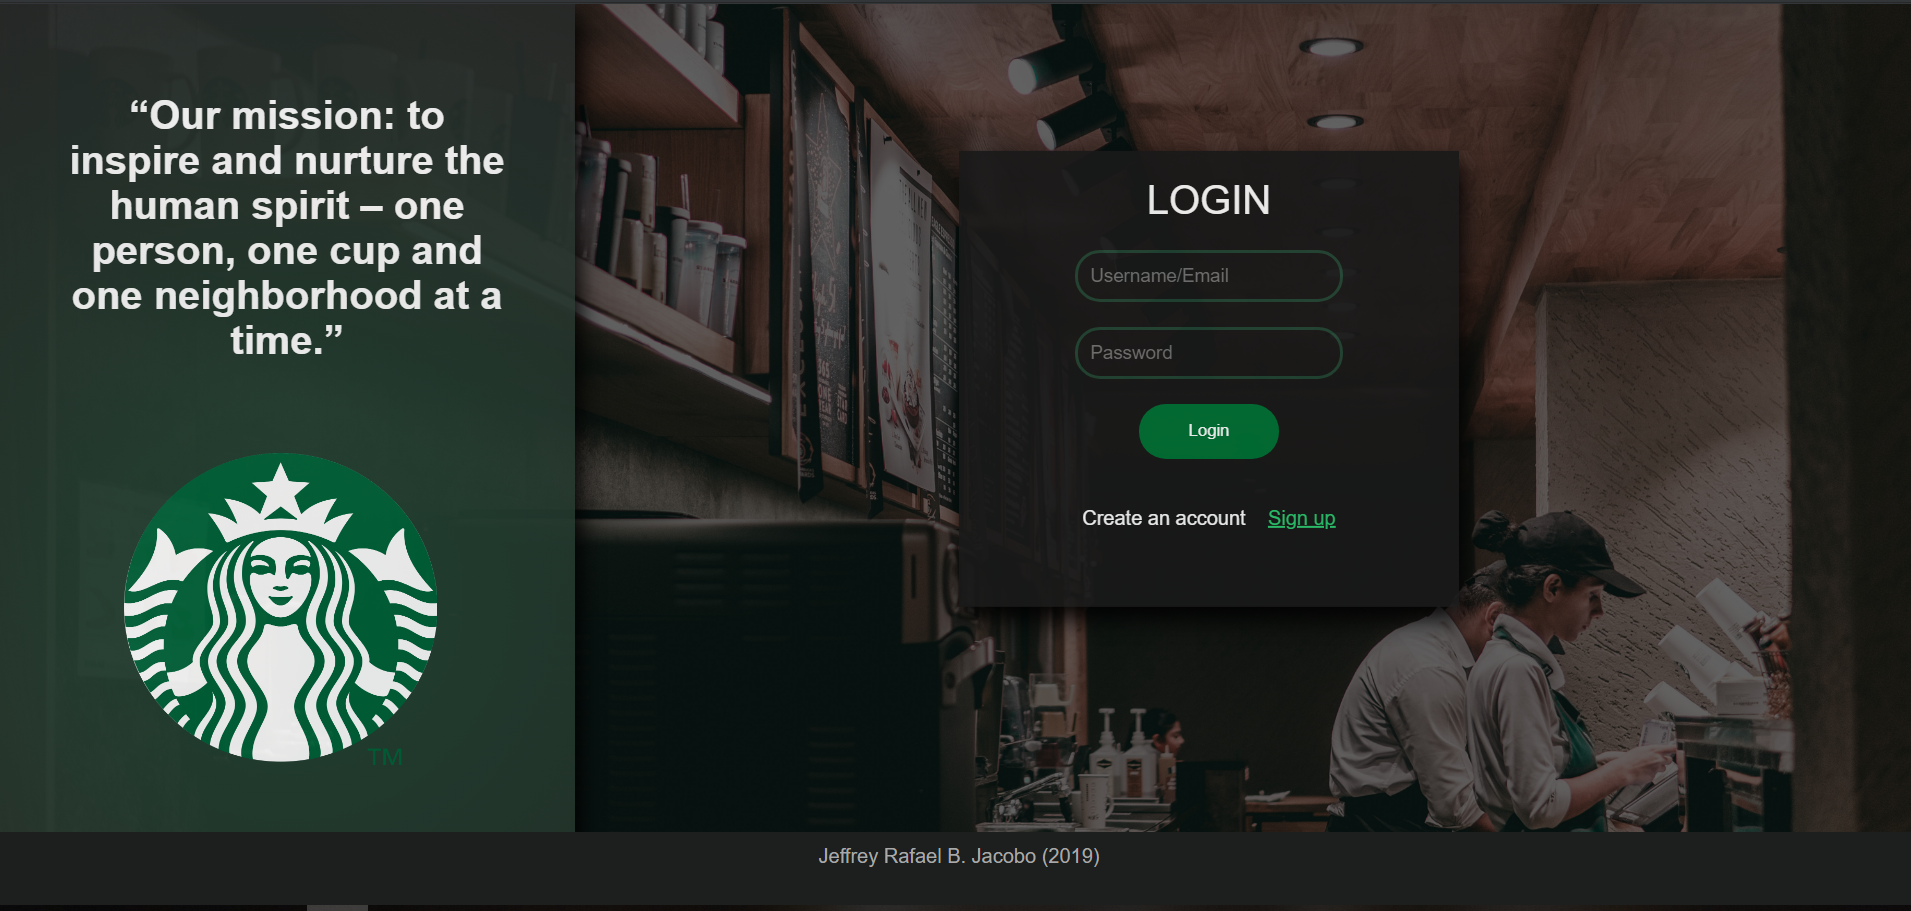 “Our mission: to
inspire and nurture the
human spirit – one
person, one cup and
one neighborhood at a
time.”
TM
LOGIN
Username/Email
Password
Login
Create an account Sign up
Jeffrey Rafael B. Jacobo (2019)